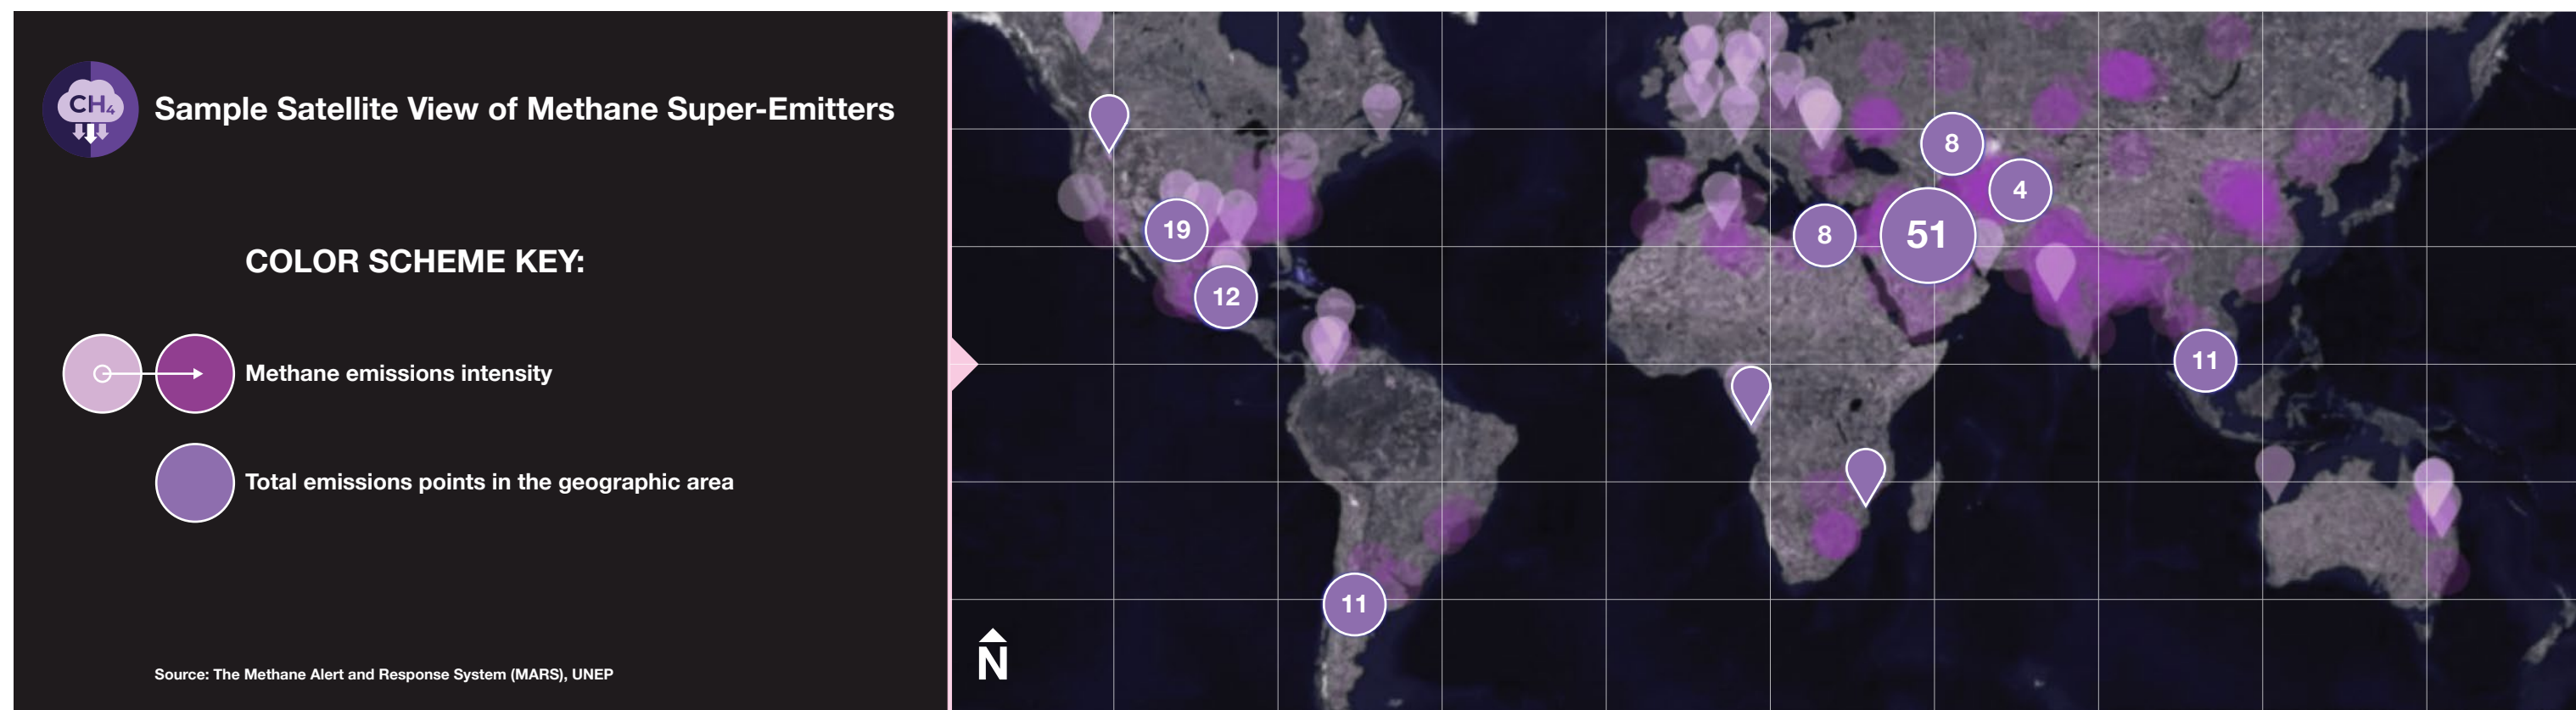 CH4
Sample Satellite View of Methane Super-Emitters
COLOR SCHEME KEY:
Methane emissions intensity
Total emissions points in the geographic area
Source: The Methane Alert and Response System (MARS), UNEP
8
4
19
8
51
12
11
11
N